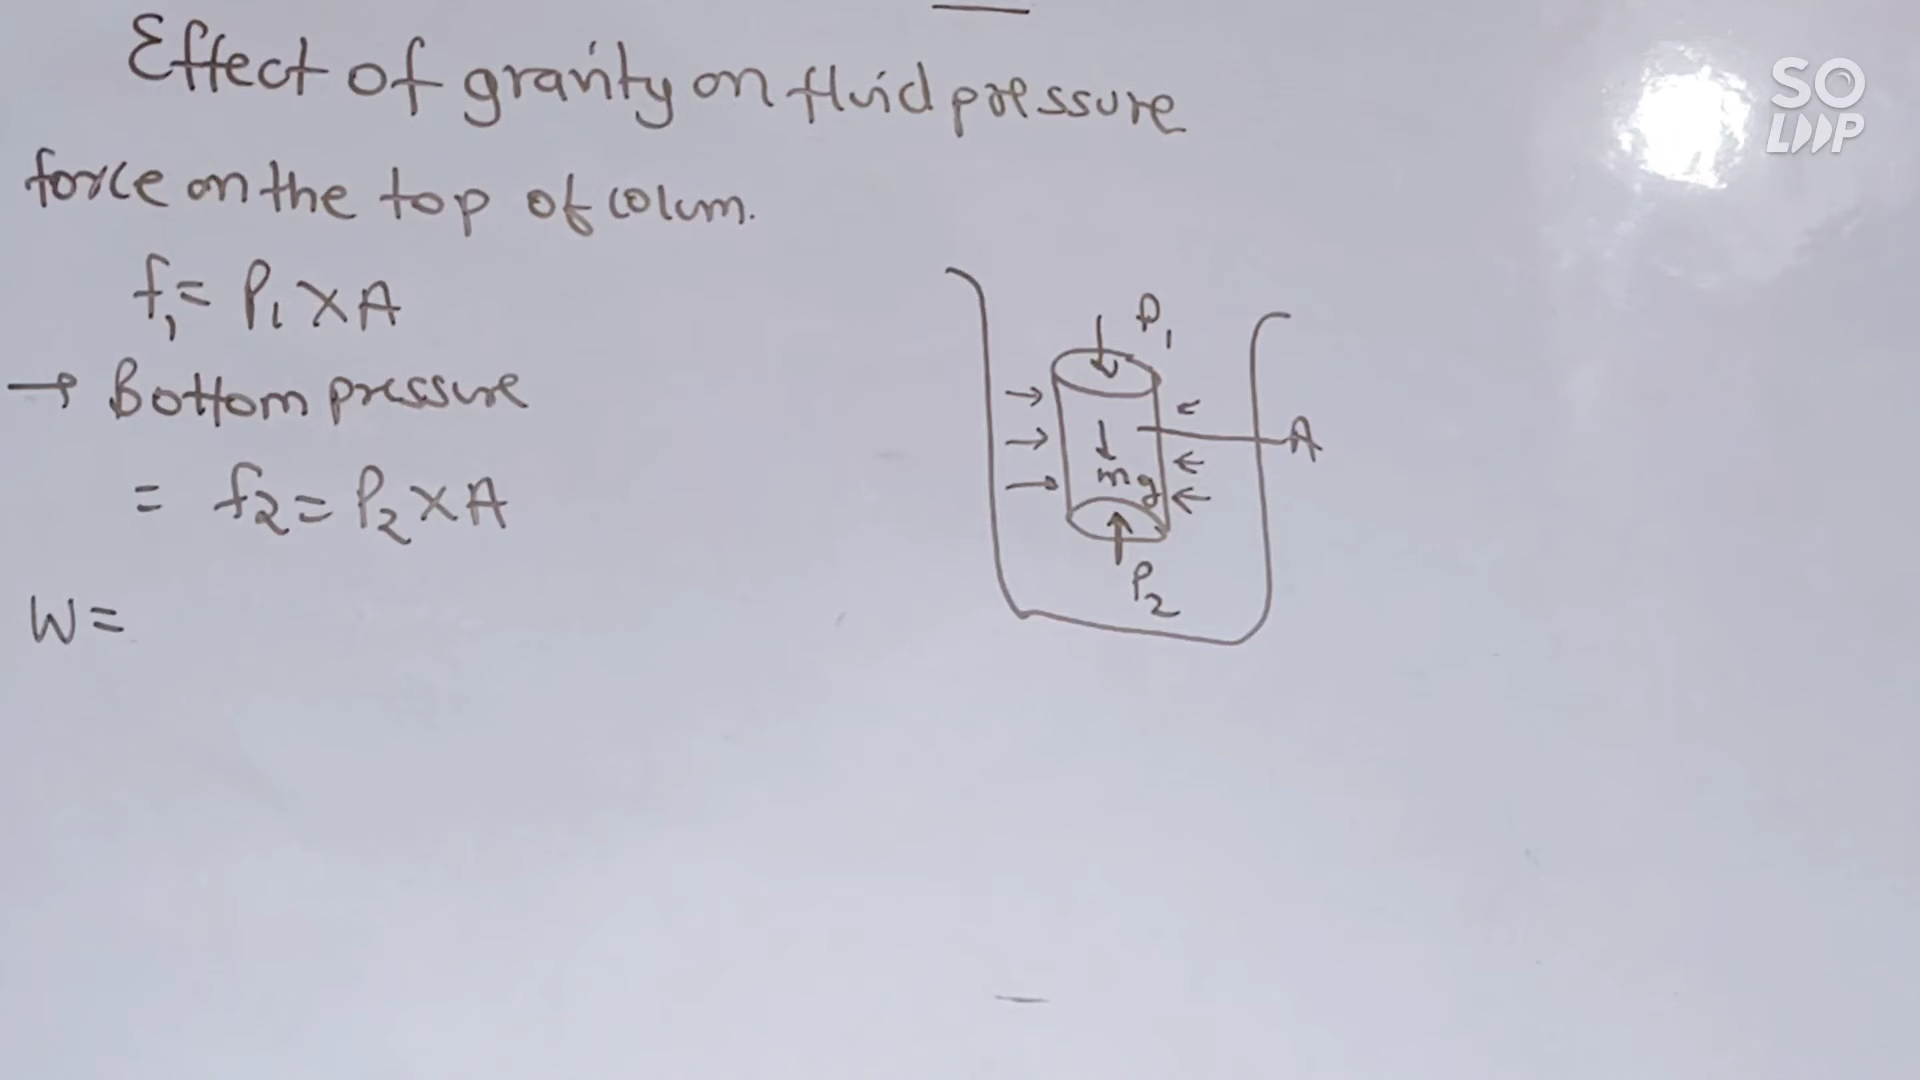 Effect of gravity on fluid pressure
force on the top of colum.
f₁ = P₁ × A
→ Bottom pressure
= f2 = P2 × A
W =
P₁
A
mg
P2
SO
LOOP